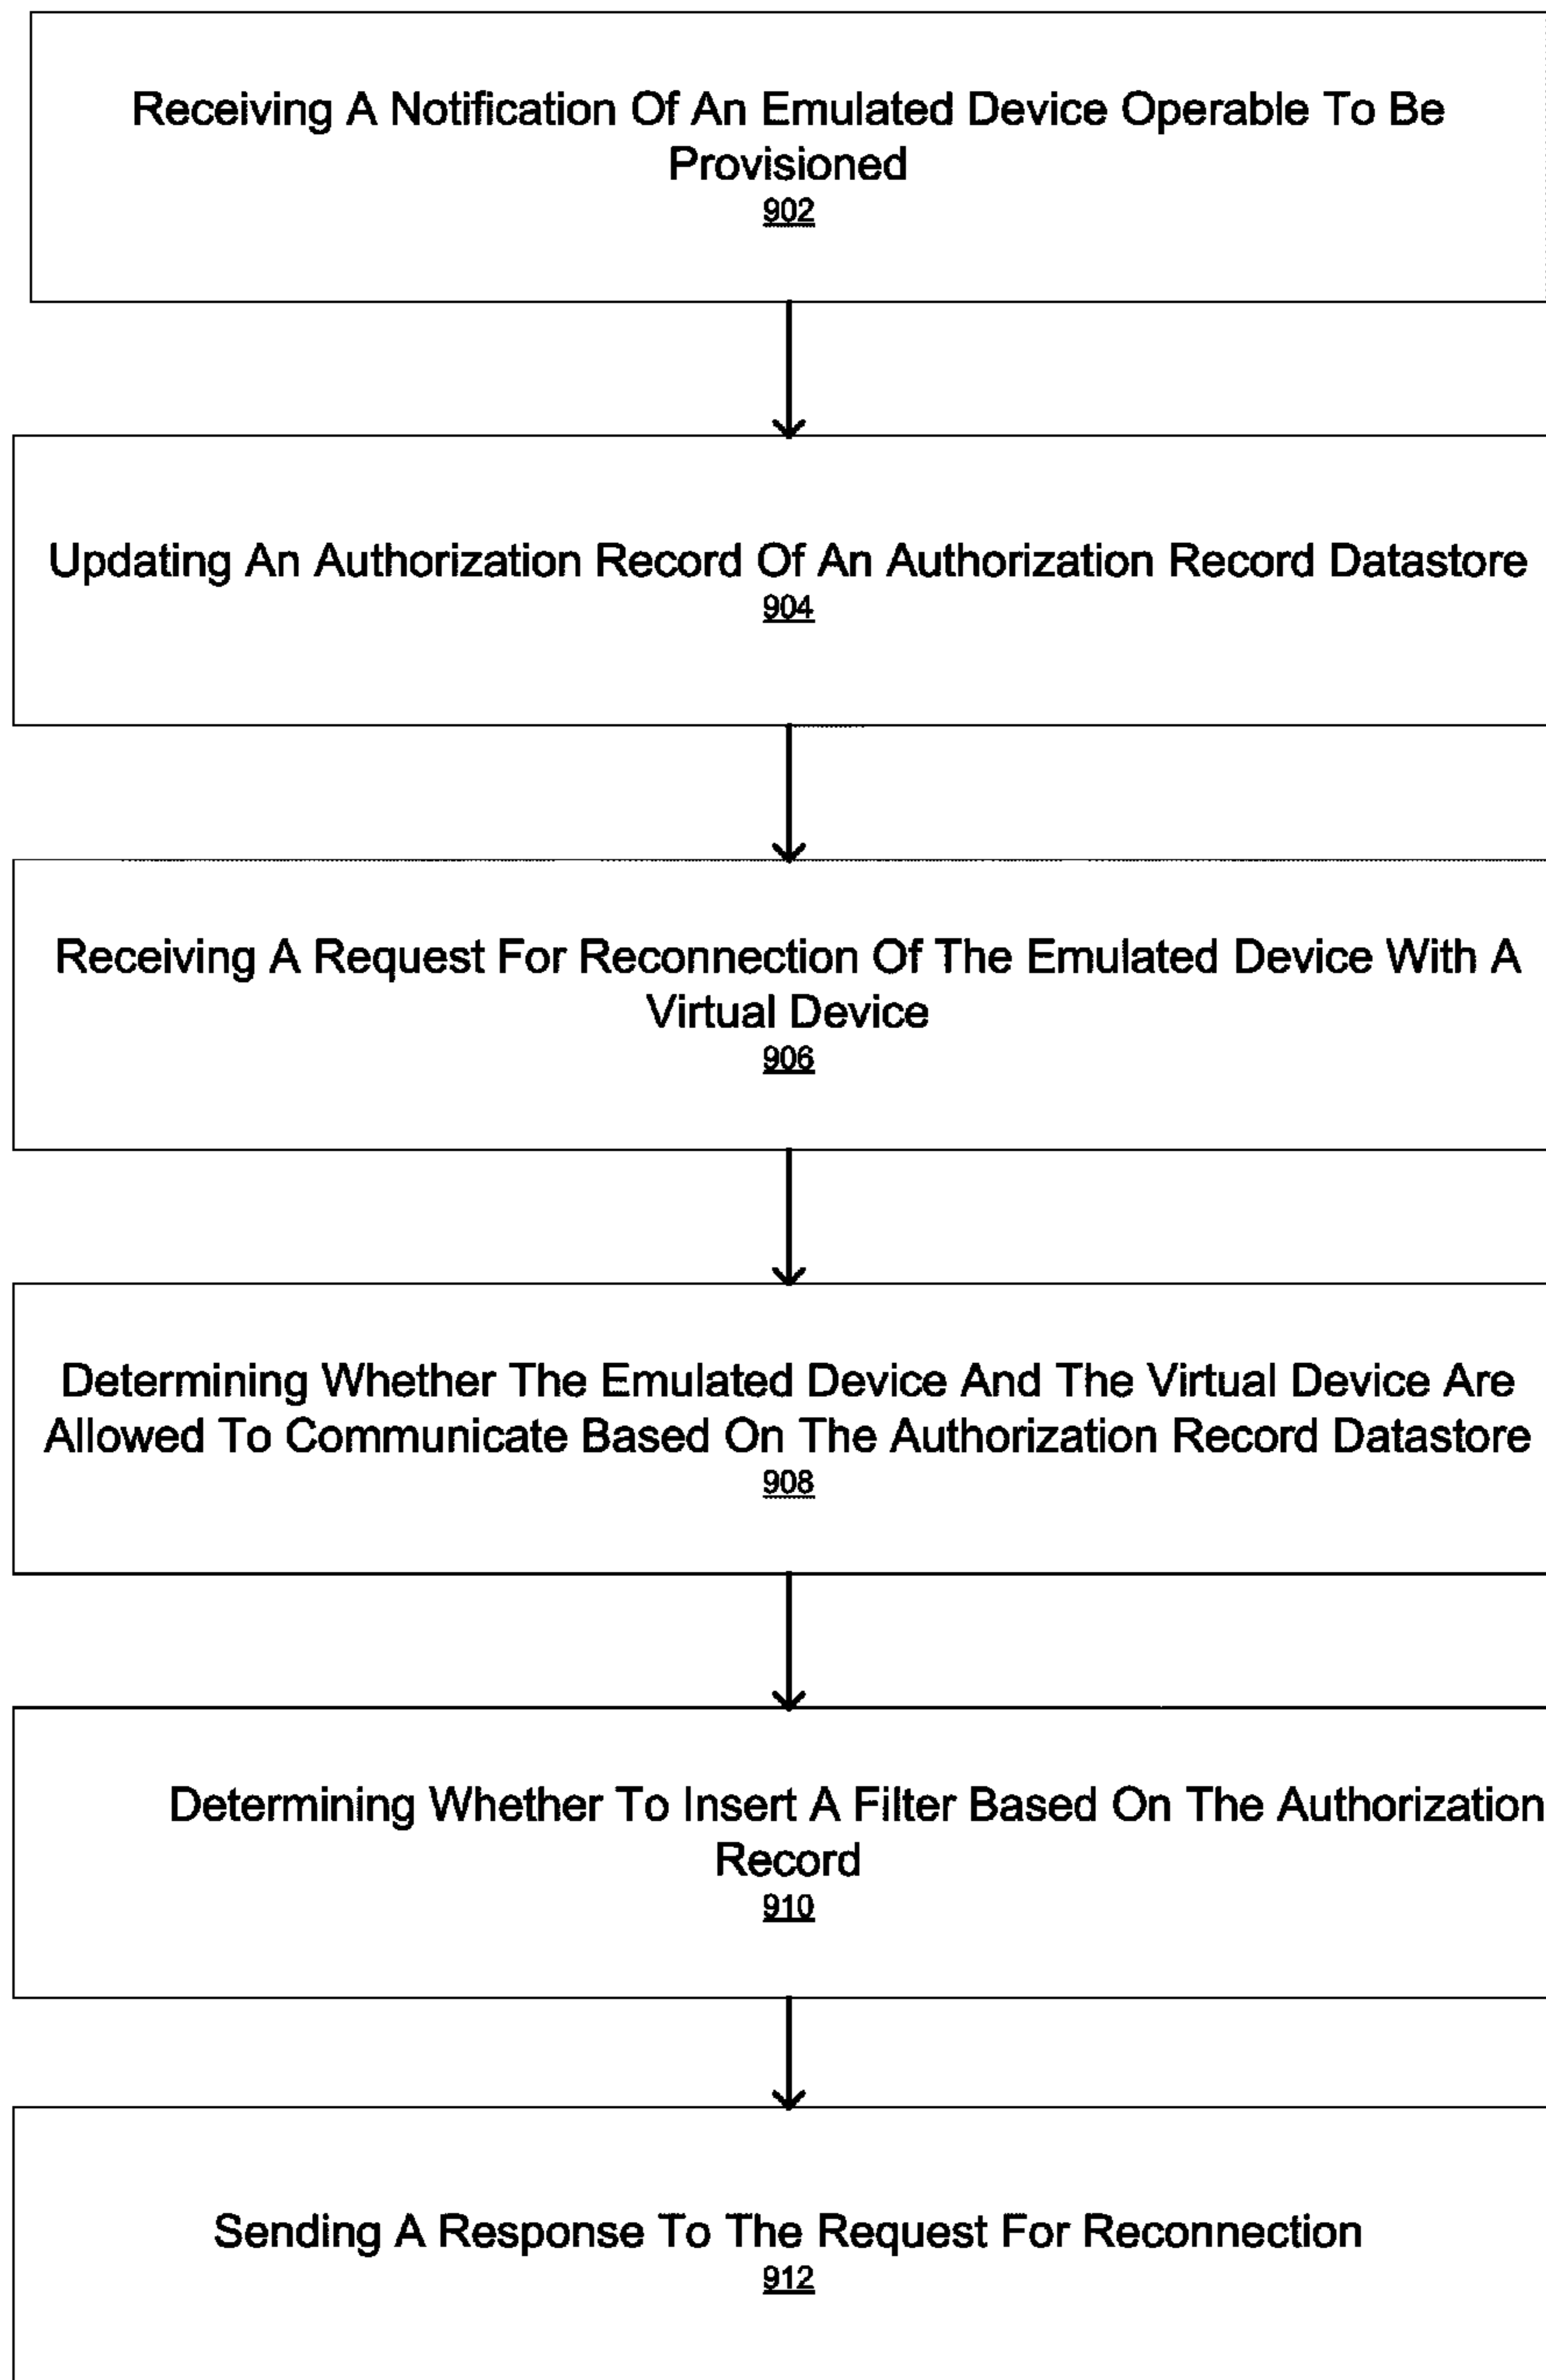 Receiving A Notification Of An Emulated Device Operable To Be
Provisioned
902
Updating An Authorization Record Of An Authorization Record Datastore
904
Receiving A Request For Reconnection Of The Emulated Device With A
Virtual Device
906
Determining Whether The Emulated Device And The Virtual Device Are
Allowed To Communicate Based On The Authorization Record Datastore
908
Determining Whether To Insert A Filter Based On The Authorization
Record
910
Sending A Response To The Request For Reconnection
912